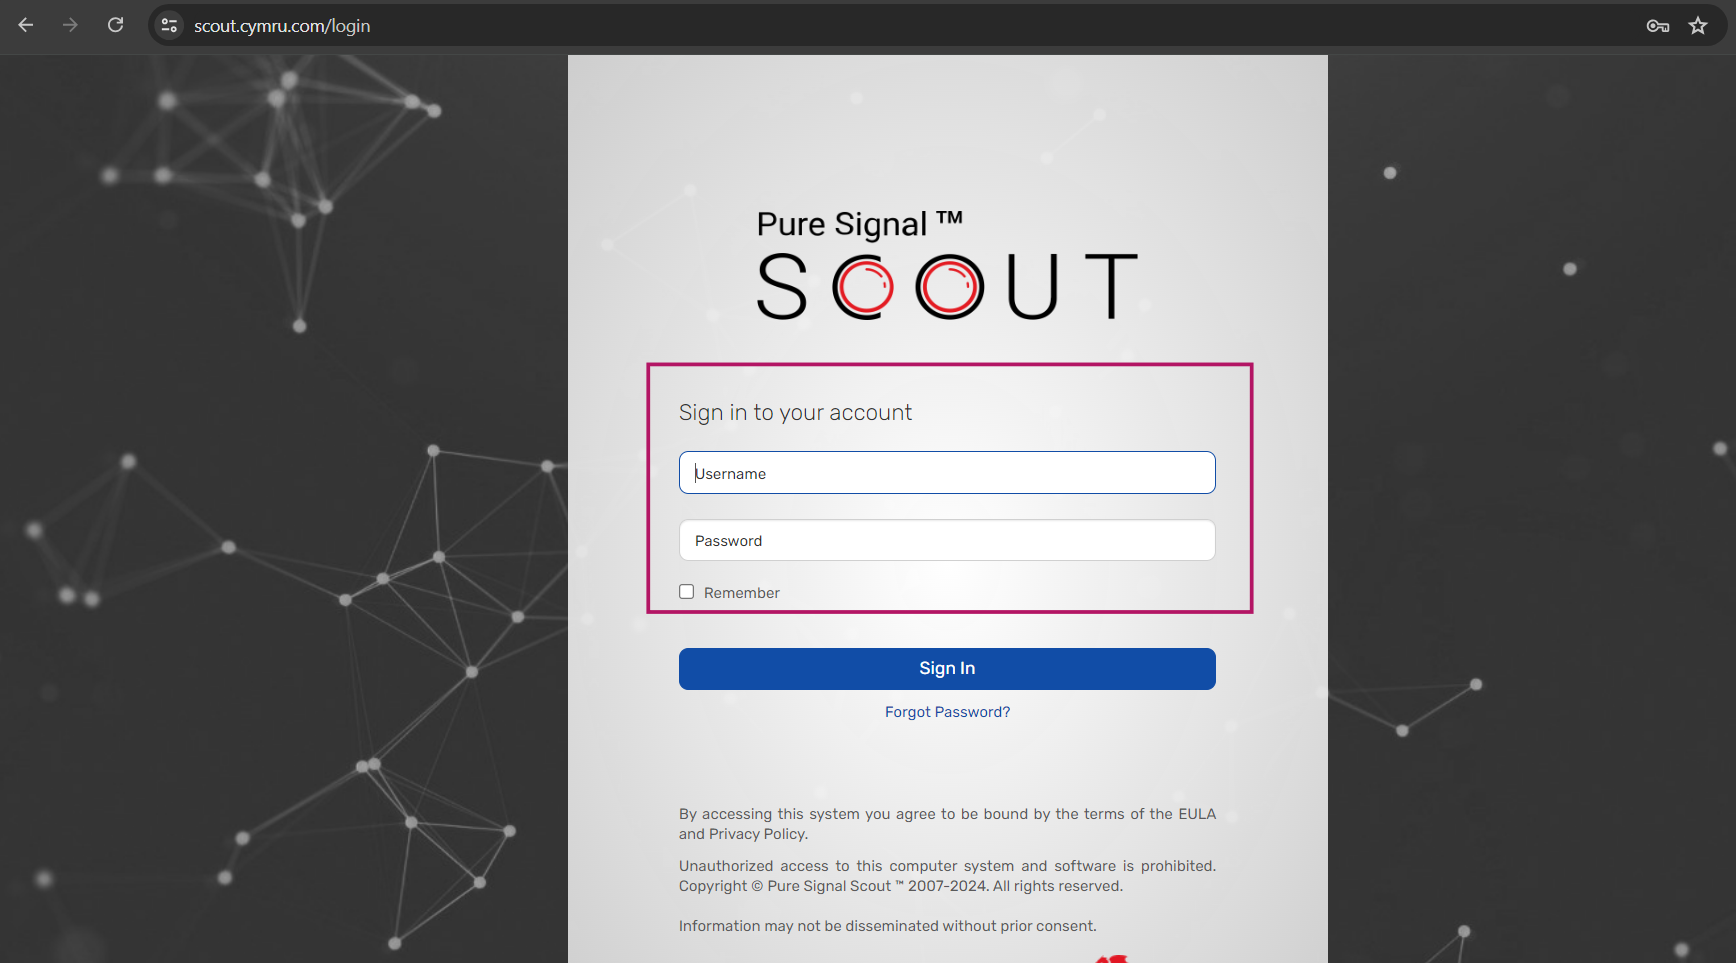 scout.cymru.com/login
Pure Signal ™
SCOUT
Sign in to your account
Username
Password
Remember
Sign In
Forgot Password?
By accessing this system you agree to be bound by the terms of the EULA
and Privacy Policy.
Unauthorized access to this computer system and software is prohibited.
Copyright © Pure Signal Scout ™ 2007-2024. All rights reserved.
Information may not be disseminated without prior consent.